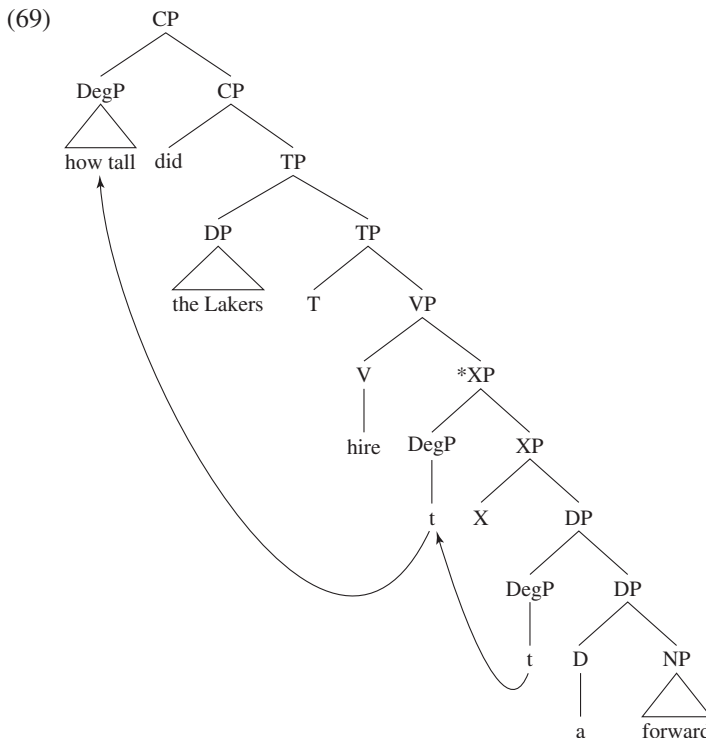 (69) CP
DegP CP
how tall did TP
DP TP
the Lakers T VP
V *XP
hire DegP XP
t X DP
DegP DP
t D NP
a forward